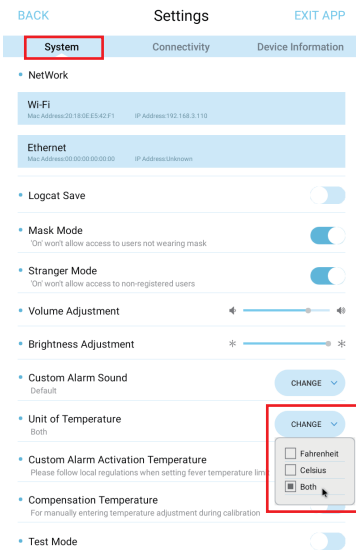 BACK Settings EXIT APP
System Connectivity Device Information
NetWork
Wi-Fi
Mac Address:20:18:0E:E5:42:F1 IP Address:192.168.3.110
Ethernet
Mac Address:00:00:00:00:00:00 IP Address:Unknown
Logcat Save
Mask Mode
'On' won't allow access to users not wearing mask
Stranger Mode
'On' won't allow access to non-registered users
Volume Adjustment
Brightness Adjustment
Custom Alarm Sound
Default
CHANGE
Unit of Temperature
Both
CHANGE
Fahrenheit
Celsius
Both
Custom Alarm Activation Temperature
Please follow local regulations when setting fever temperature
Compensation Temperature
For manually entering temperature adjustment during calibration
Test Mode